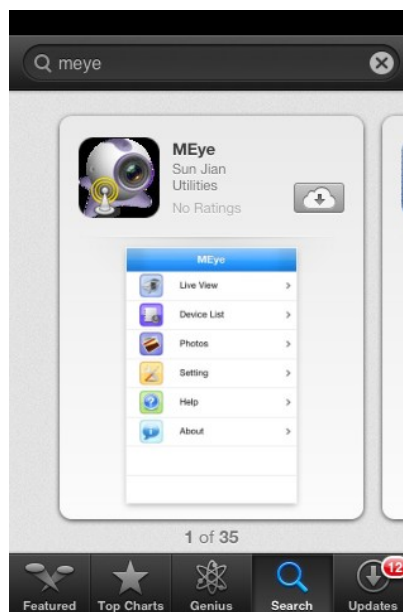 meye
MEye
Sun Jian
Utilities
No Ratings
MEye
Live View
Device List
Photos
Setting
Help
About
1 of 35
Featured Top Charts Genius Search Updates
12